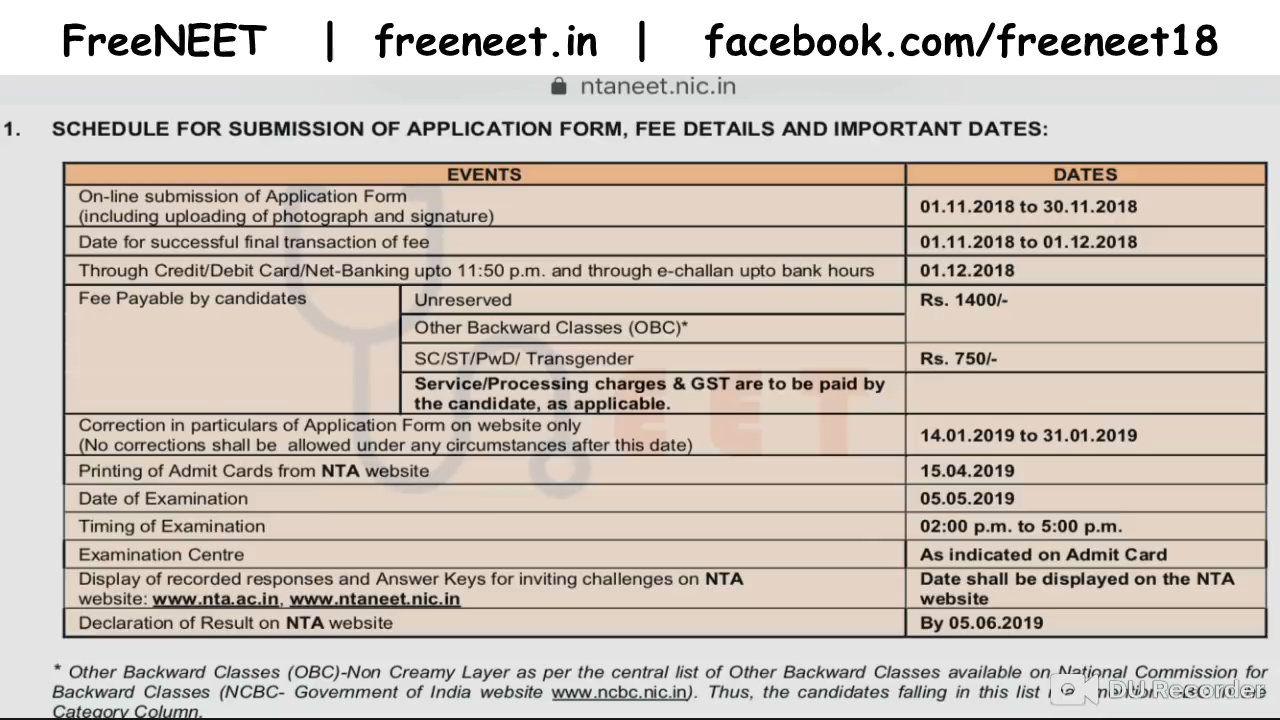 FreeNEET | freeneet.in | facebook.com/freeneet18
ntaneet.nic.in
1. SCHEDULE FOR SUBMISSION OF APPLICATION FORM, FEE DETAILS AND IMPORTANT DATES:
EVENTS DATES
On-line submission of Application Form
(including uploading of photograph and signature) 01.11.2018 to 30.11.2018
Date for successful final transaction of fee 01.11.2018 to 01.12.2018
Through Credit/Debit Card/Net-Banking upto 11:50 p.m. and through e-challan upto bank hours 01.12.2018
Fee Payable by candidates Unreserved Rs. 1400/-
Other Backward Classes (OBC)*
SC/ST/PwD/ Transgender Rs. 750/-
Service/Processing charges & GST are to be paid by
the candidate, as applicable.
EET
Correction in particulars of Application Form on website only
(No corrections shall be allowed under any circumstances after this date) 14.01.2019 to 31.01.2019
Printing of Admit Cards from NTA website 15.04.2019
Date of Examination 05.05.2019
Timing of Examination 02:00 p.m. to 5:00 p.m.
Examination Centre As indicated on Admit Card
Display of recorded responses and Answer Keys for inviting challenges on NTA Date shall be displayed on the NTA
website: www.nta.ac.in, www.ntaneet.nic.in website
Declaration of Result on NTA website By 05.06.2019
* Other Backward Classes (OBC)-Non Creamy Layer as per the central list of Other Backward Classes available on National Commission for
Backward Classes (NCBC- Government of India website www.ncbc.nic.in). Thus, the candidates falling in this list
Category Column.
DU Recorder